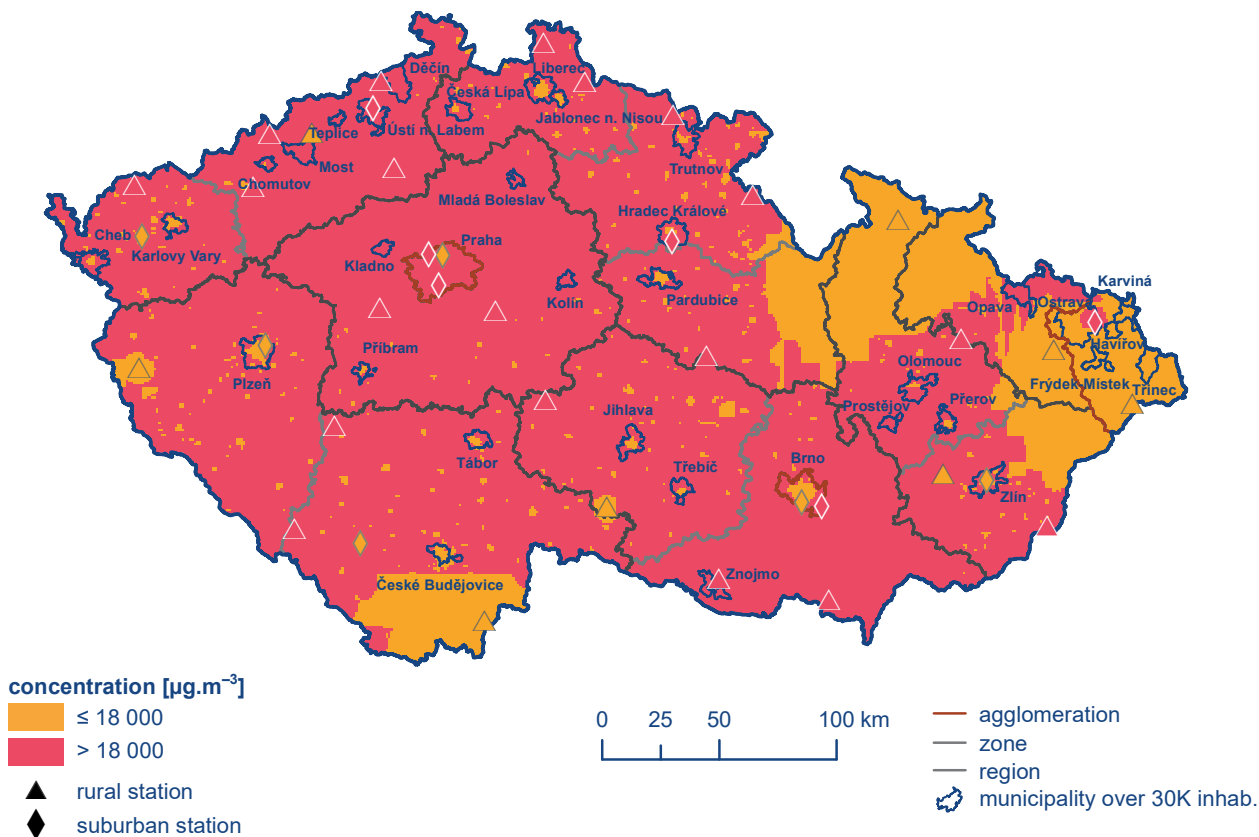 Děčín
Liberec
Česká Lípa
Jablonec n. Nisou
Teplice
Ústí n. Labem
Most
Trutnov
Chomutov
Mladá Boleslav
Hradec Králové
Cheb
Karlovy Vary
Praha
Kladno
Kolín
Pardubice
Karviná
Opava
Ostrava
Havířov
Příbram
Plzeň
Olomouc
Frýdek Místek
Třinec
Jihlava
Prostějov
Přerov
Tábor
Třebíč
Brno
Zlín
České Budějovice
Znojmo
concentration [µg.m⁻³]
≤ 18 000
> 18 000
rural station
suburban station
0 25 50 100 km
agglomeration
zone
region
municipality over 30K inhab.